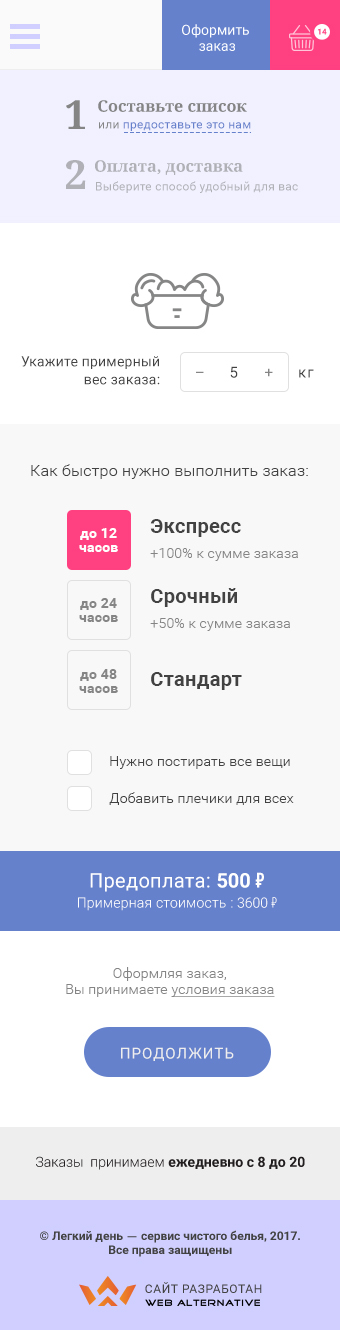 Оформить
заказ
14
1 Составьте список
или предоставьте это нам
2 Оплата, доставка
Выберите способ удобный для вас
Укажите примерный
вес заказа:
− 5 + кг
Как быстро нужно выполнить заказ:
до 12
часов
Экспресс
+100% к сумме заказа
до 24
часов
Срочный
+50% к сумме заказа
до 48
часов
Стандарт
Нужно постирать все вещи
Добавить плечики для всех
Предоплата: 500 ₽
Примерная стоимость : 3600 ₽
Оформляя заказ,
Вы принимаете условия заказа
ПРОДОЛЖИТЬ
Заказы принимаем ежедневно с 8 до 20
© Легкий день — сервис чистого белья, 2017.
Все права защищены
САЙТ РАЗРАБОТАН
WEB ALTERNATIVE